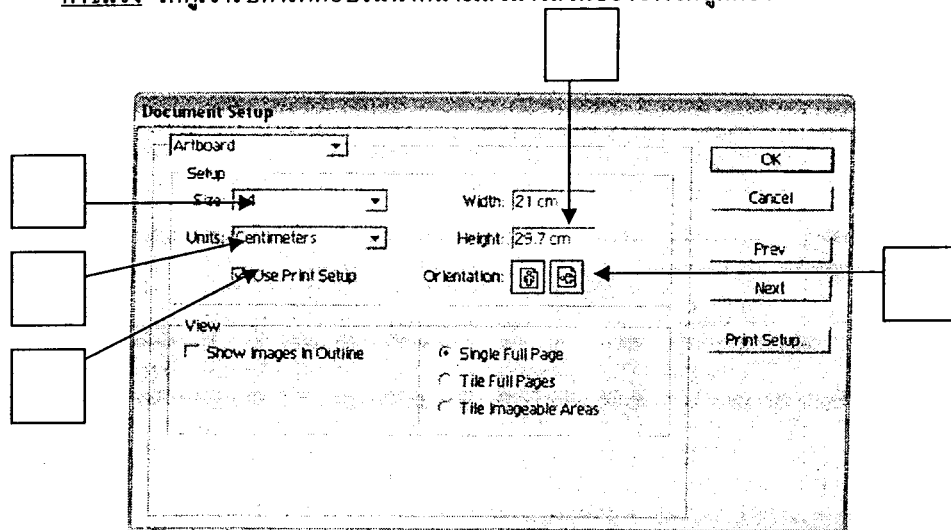 Document Setup
Artboard
Setup
Size:
Width: 21 cm
Units: Centimeters
Height: 29.7 cm
Use Print Setup
Orientation:
View
Show Images In Outline
Single Full Page
Tile Full Pages
Tile Imageable Areas
OK
Cancel
Prev
Next
Print Setup...